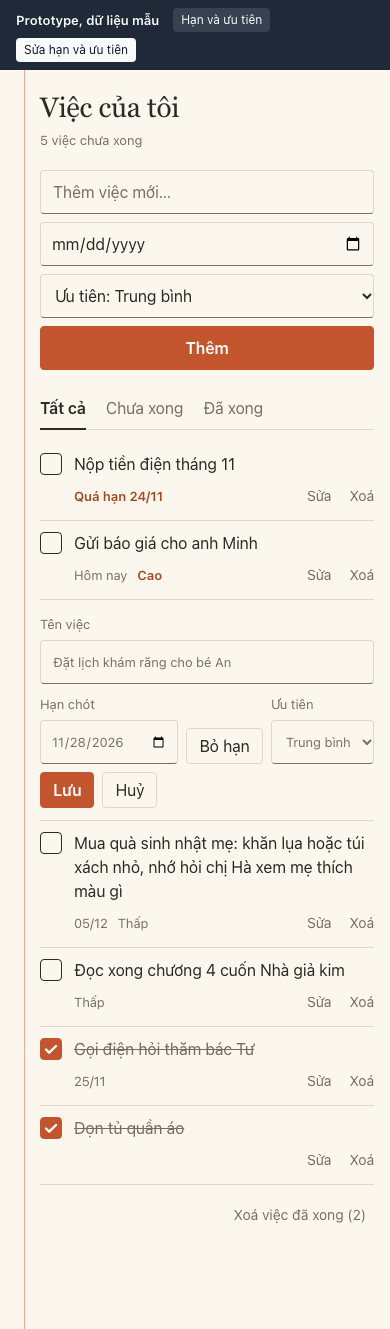 Prototype, dữ liệu mẫu
Hạn và ưu tiên
Sửa hạn và ưu tiên
Việc của tôi
5 việc chưa xong
Thêm việc mới...
mm/dd/yyyy
Ưu tiên: Trung bình
Thêm
Tất cả
Chưa xong
Đã xong
Nộp tiền điện tháng 11
Quá hạn 24/11
Sửa
Xoá
Gửi báo giá cho anh Minh
Hôm nay
Cao
Sửa
Xoá
Tên việc
Đặt lịch khám răng cho bé An
Hạn chót
Ưu tiên
11/28/2026
Bỏ hạn
Trung bình
Lưu
Huỷ
Mua quà sinh nhật mẹ: khăn lụa hoặc túi
xách nhỏ, nhớ hỏi chị Hà xem mẹ thích
màu gì
05/12
Thấp
Sửa
Xoá
Đọc xong chương 4 cuốn Nhà giả kim
Thấp
Sửa
Xoá
Gọi điện hỏi thăm bác Tư
25/11
Sửa
Xoá
Dọn tủ quần áo
Sửa
Xoá
Xoá việc đã xong (2)